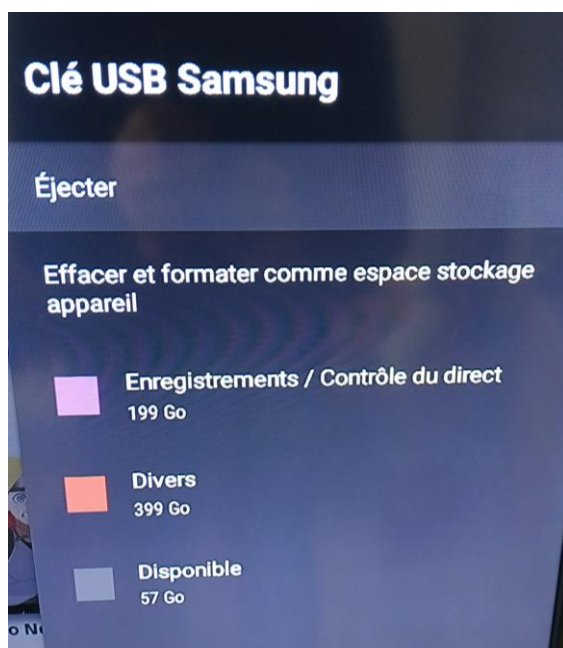 Clé USB Samsung
Éjecter
Effacer et formater comme espace stockage
appareil
Enregistrements / Contrôle du direct
199 Go
Divers
399 Go
Disponible
57 Go